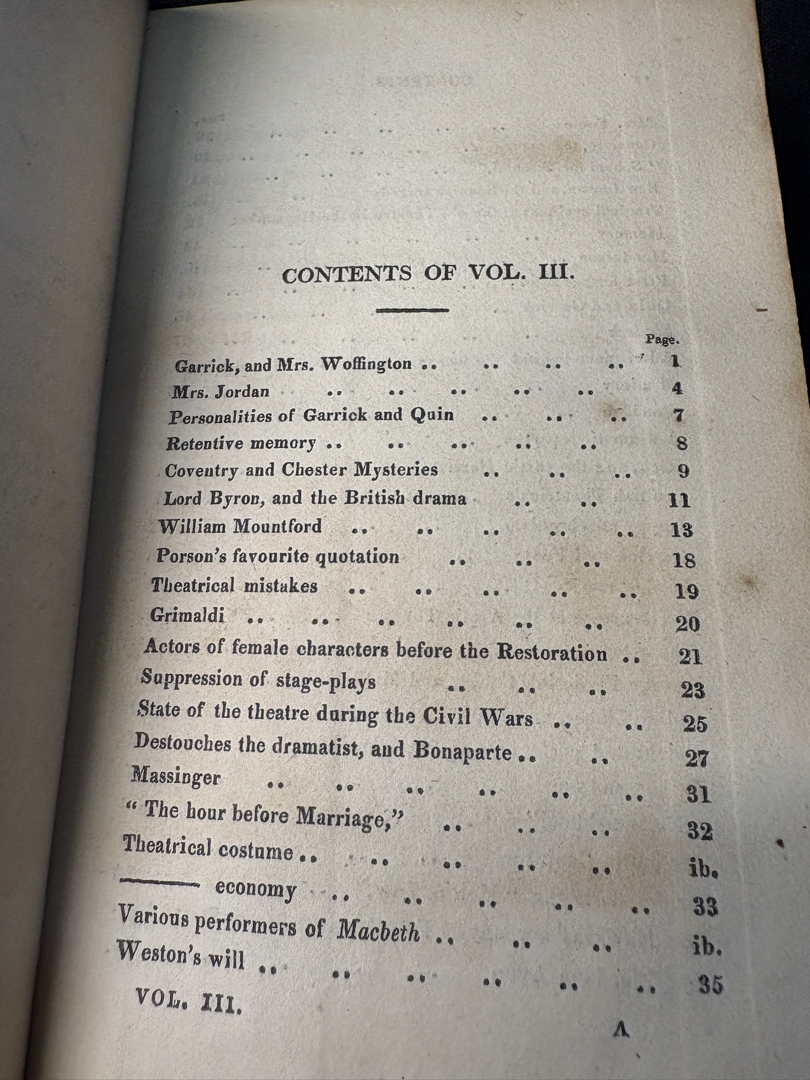 CONTENTS OF VOL. III.
Page.
Garrick, and Mrs. Woffington .. .. .. .. 1
Mrs. Jordan .. .. .. .. .. 4
Personalities of Garrick and Quin .. .. .. 7
Retentive memory .. .. .. .. .. 8
Coventry and Chester Mysteries .. .. .. 9
Lord Byron, and the British drama .. .. 11
William Mountford .. .. .. .. .. 13
Porson's favourite quotation .. .. .. 18
Theatrical mistakes .. .. .. .. .. 19
Grimaldi .. .. .. .. .. .. 20
Actors of female characters before the Restoration .. 21
Suppression of stage-plays .. .. .. 23
State of the theatre during the Civil Wars .. .. 25
Destouches the dramatist, and Bonaparte .. .. 27
Massinger .. .. .. .. .. .. 31
“ The hour before Marriage,” .. .. .. 32
Theatrical costume .. .. .. .. .. ib.
——— economy .. .. .. .. .. 33
Various performers of Macbeth .. .. .. ib.
Weston's will .. .. .. .. .. .. 35
VOL. III.
A